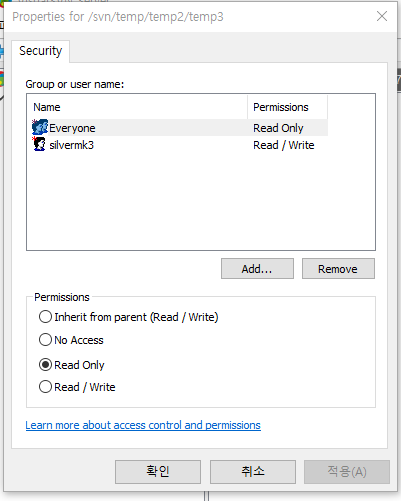 Properties for /svn/temp/temp2/temp3
Security
Group or user name:
Name Permissions
Everyone Read Only
silvermk3 Read / Write
Add... Remove
Permissions
Inherit from parent (Read / Write)
No Access
Read Only
Read / Write
Learn more about access control and permissions
확인 취소 적용(A)